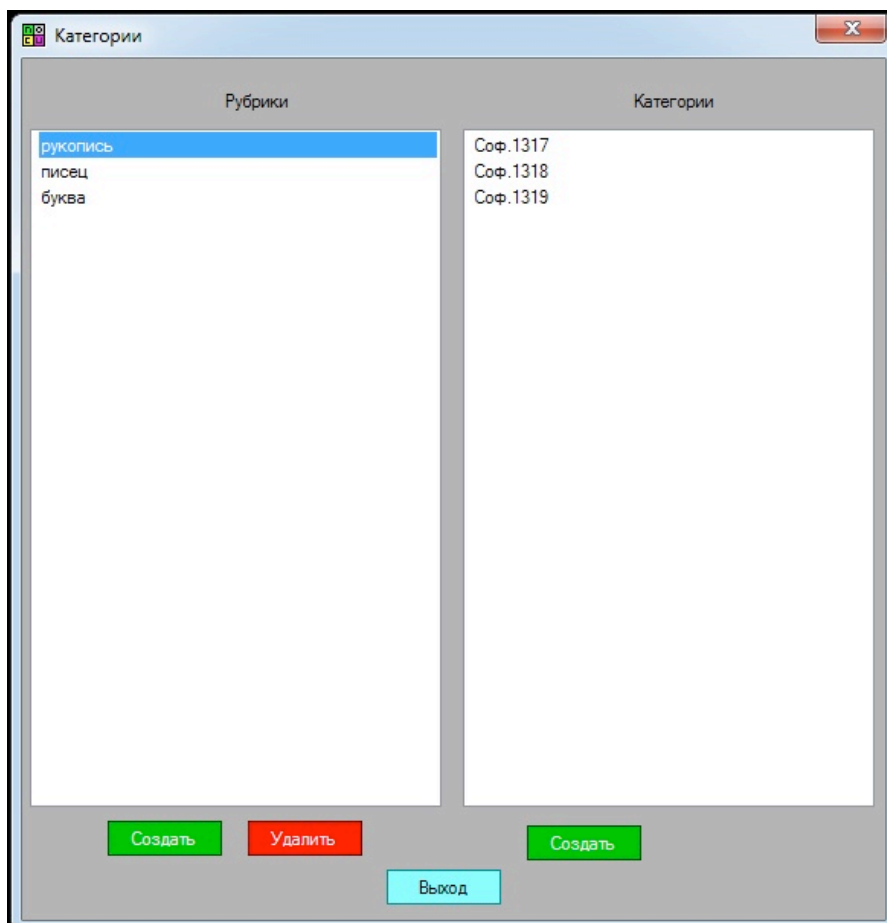 Категории
Рубрики
Категории
рукопись
писец
буква
Соф.1317
Соф.1318
Соф.1319
Создать
Удалить
Создать
Выход